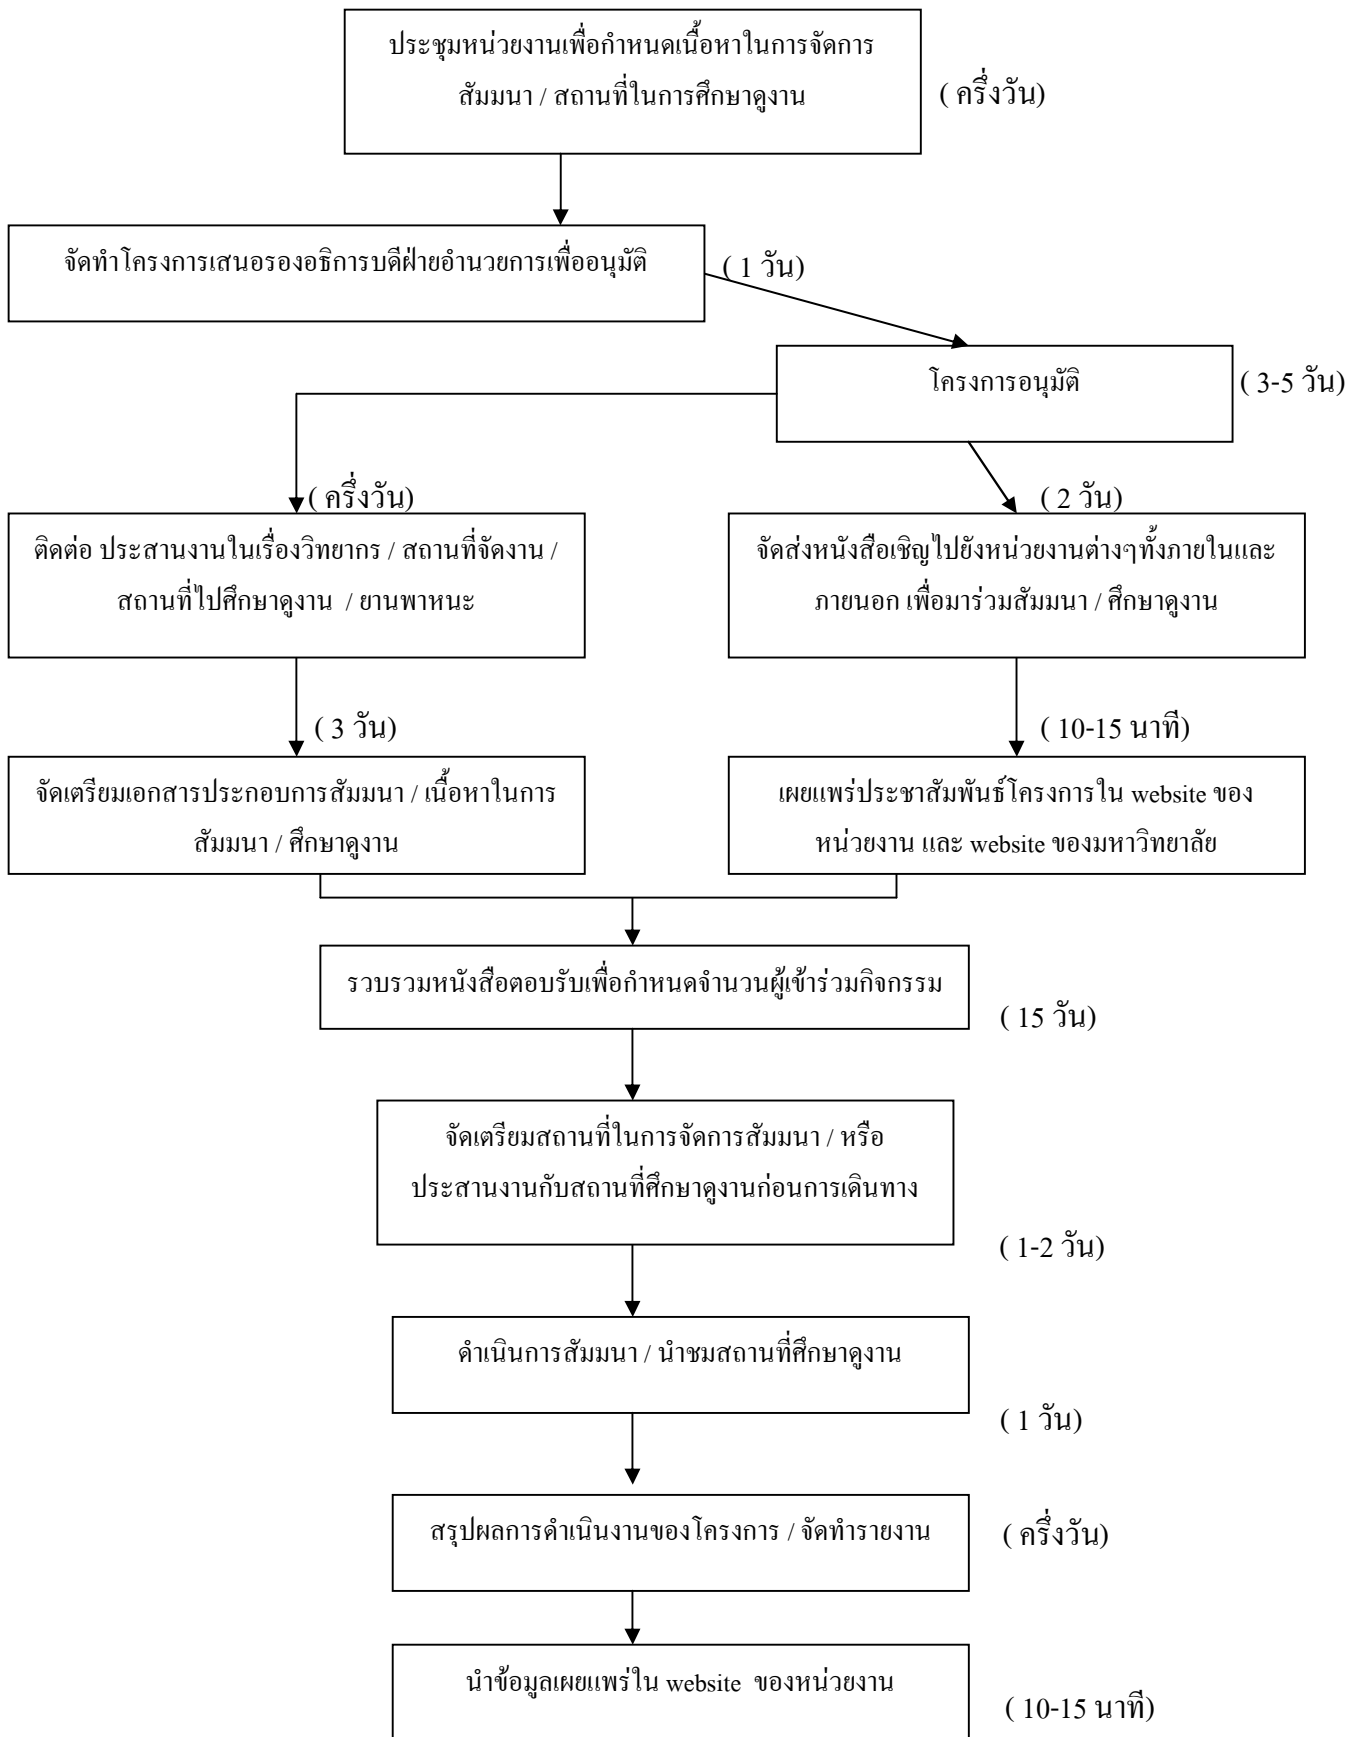 ประชุมหน่วยงานเพื่อกำหนดเนื้อหาในการจัดการ
สัมมนา / สถานที่ในการศึกษาดูงาน
( ครึ่งวัน)
จัดทำโครงการเสนอรองอธิการบดีฝ่ายอำนวยการเพื่ออนุมัติ
( 1 วัน)
โครงการอนุมัติ
( 3-5 วัน)
( ครึ่งวัน)
ติดต่อ ประสานงานในเรื่องวิทยากร / สถานที่จัดงาน /
สถานที่ไปศึกษาดูงาน / ยานพาหนะ
( 2 วัน)
จัดส่งหนังสือเชิญไปยังหน่วยงานต่างๆทั้งภายในและ
ภายนอก เพื่อมาร่วมสัมมนา / ศึกษาดูงาน
( 3 วัน)
จัดเตรียมเอกสารประกอบการสัมมนา / เนื้อหาในการ
สัมมนา / ศึกษาดูงาน
( 10-15 นาที)
เผยแพร่ประชาสัมพันธ์โครงการใน website ของ
หน่วยงาน และ website ของมหาวิทยาลัย
รวบรวมหนังสือตอบรับเพื่อกำหนดจำนวนผู้เข้าร่วมกิจกรรม
( 15 วัน)
จัดเตรียมสถานที่ในการจัดการสัมมนา / หรือ
ประสานงานกับสถานที่ศึกษาดูงานก่อนการเดินทาง
( 1-2 วัน)
ดำเนินการสัมมนา / นำชมสถานที่ศึกษาดูงาน
( 1 วัน)
สรุปผลการดำเนินงานของโครงการ / จัดทำรายงาน
( ครึ่งวัน)
นำข้อมูลเผยแพร่ใน website ของหน่วยงาน
( 10-15 นาที)